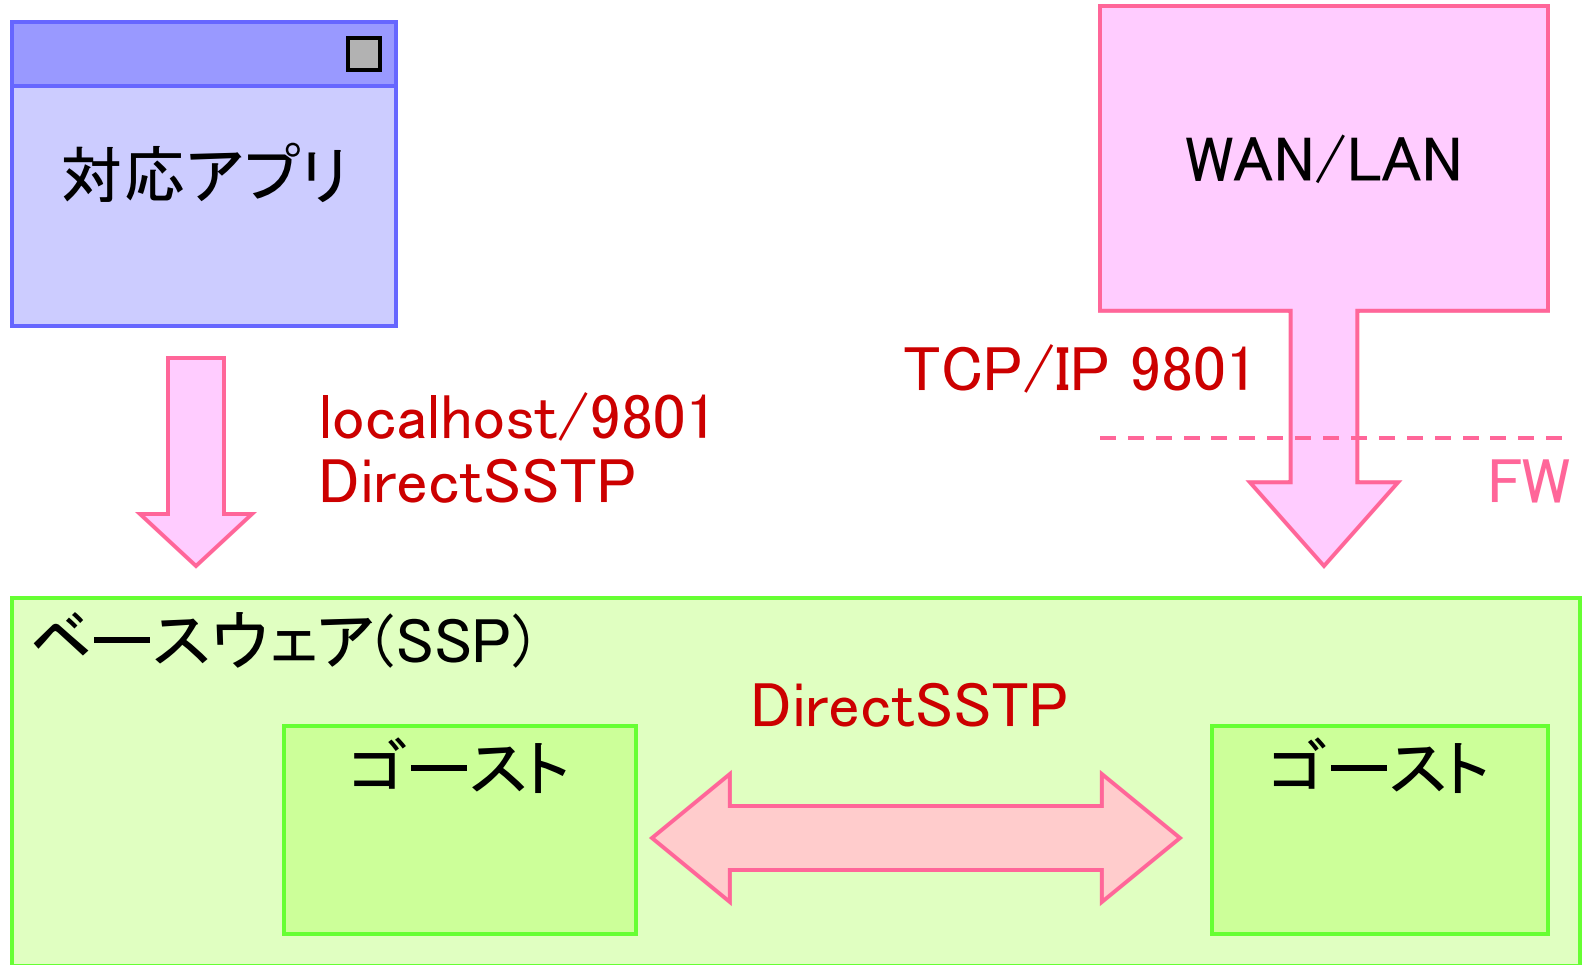 対応アプリ
WAN/LAN
TCP/IP 9801
localhost/9801
DirectSSTP
FW
ベースウェア(SSP)
DirectSSTP
ゴースト
ゴースト